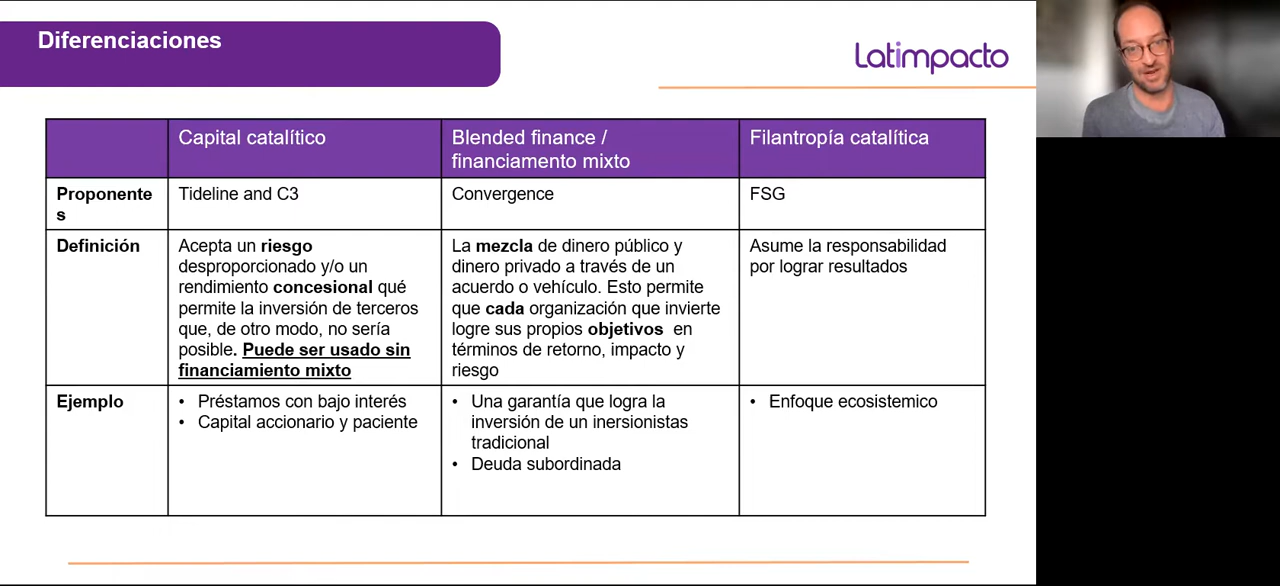 Diferenciaciones
Latimpacto
Capital catalítico
Blended finance /
financiamento mixto
Filantropía catalítica
Proponente
s
Tideline and C3
Convergence
FSG
Definición
Acepta un riesgo
desproporcionado y/o un
rendimiento concesional qué
permite la inversión de terceros
que, de otro modo, no sería
posible. Puede ser usado sin
financiamiento mixto
La mezcla de dinero público y
dinero privado a través de un
acuerdo o vehículo. Esto permite
que cada organización que invierte
logre sus propios objetivos en
términos de retorno, impacto y
riesgo
Asume la responsabilidad
por lograr resultados
Ejemplo
• Préstamos con bajo interés
• Capital accionario y paciente
• Una garantía que logra la
inversión de un inersionistas
tradicional
• Deuda subordinada
• Enfoque ecosistemico